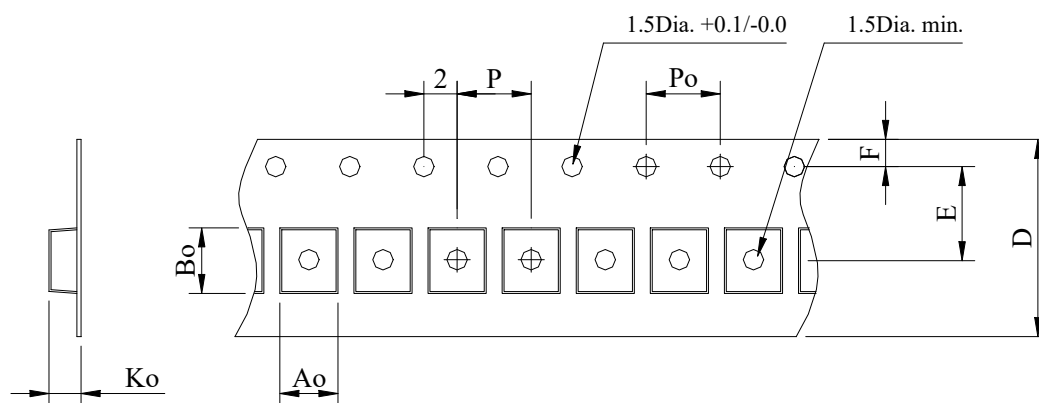 1.5Dia. +0.1/-0.0
1.5Dia. min.
2
P
Po
F
E
D
Bo
Ko
Ao